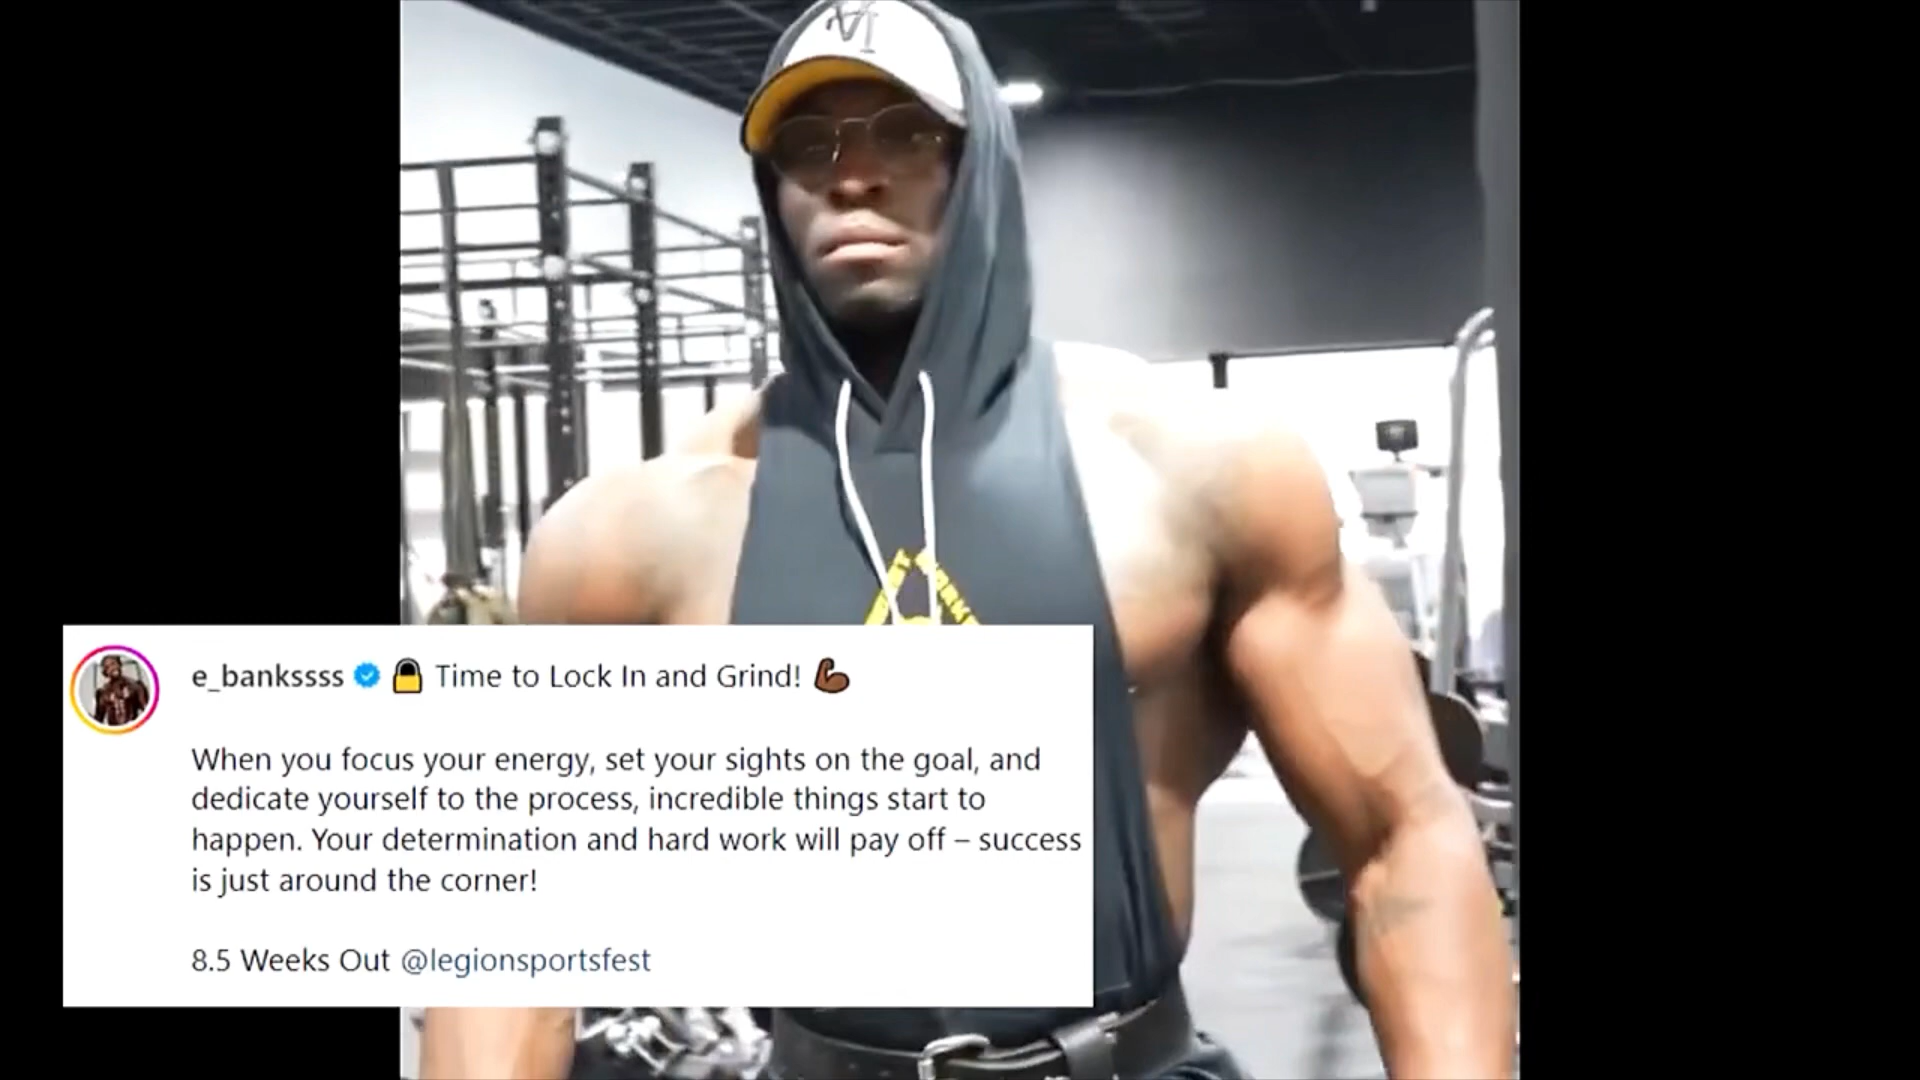 e_bankssss 🔒 Time to Lock In and Grind! 💪🏾
When you focus your energy, set your sights on the goal, and
dedicate yourself to the process, incredible things start to
happen. Your determination and hard work will pay off – success
is just around the corner!
8.5 Weeks Out @legionsportsfest